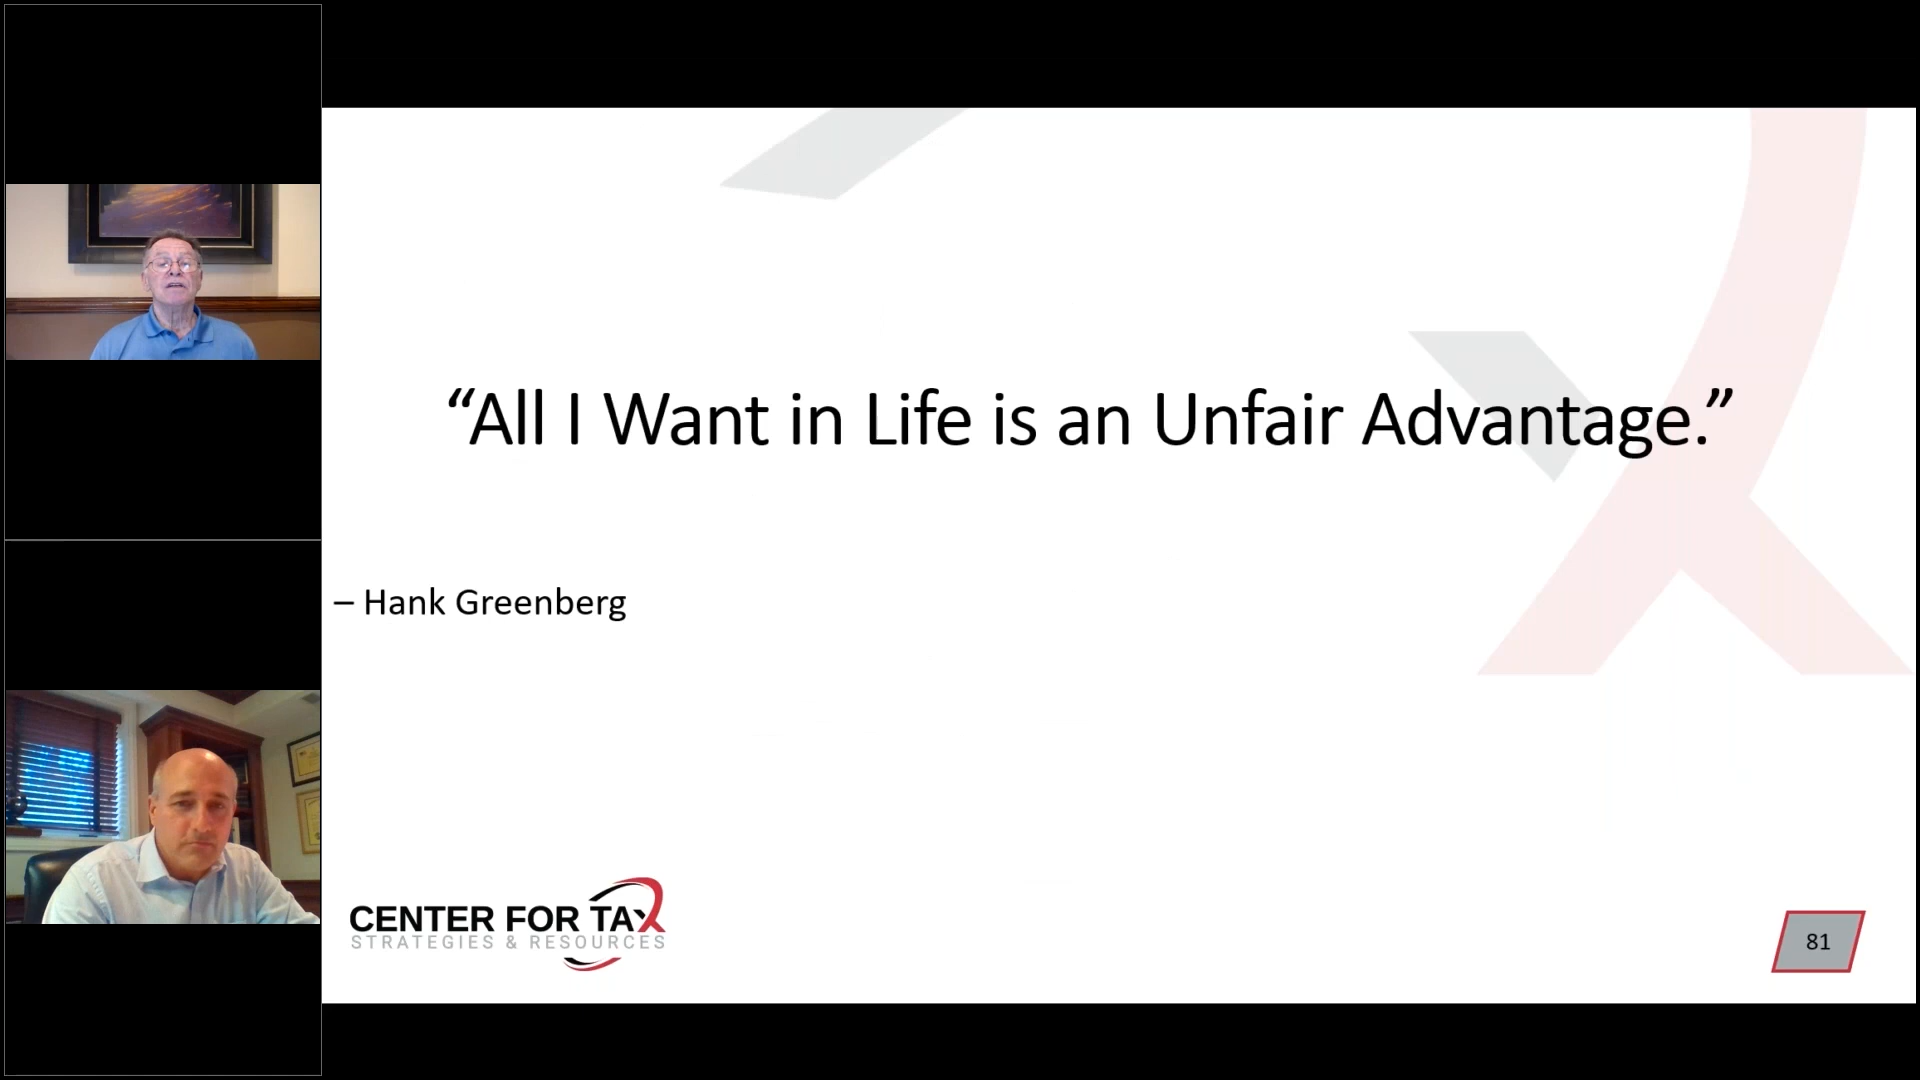 “All I Want in Life is an Unfair Advantage.”
– Hank Greenberg
CENTER FOR TAX
STRATEGIES & RESOURCES
81